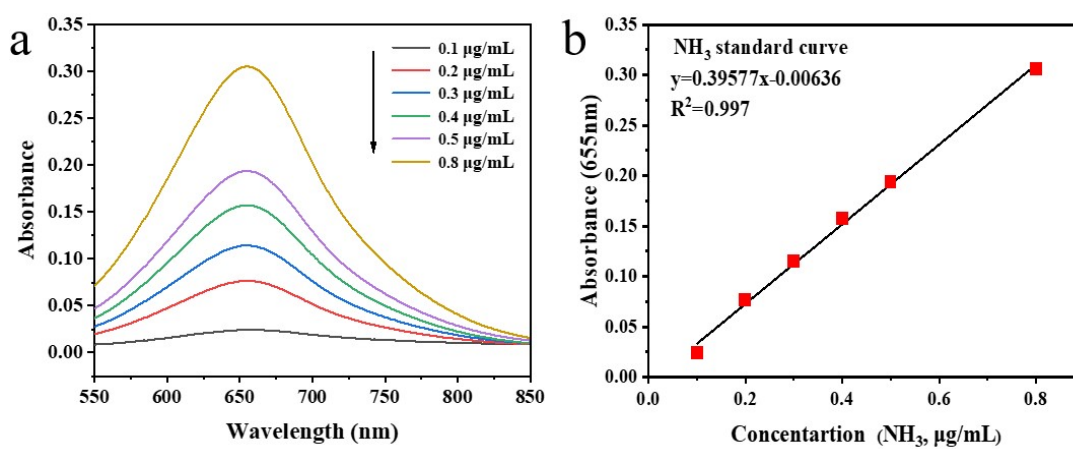 a
0.35
0.30
0.25
0.20
0.15
0.10
0.05
0.00
Absorbance
550
600
650
700
750
800
850
Wavelength (nm)
0.1 μg/mL
0.2 μg/mL
0.3 μg/mL
0.4 μg/mL
0.5 μg/mL
0.8 μg/mL
b
0.35
0.30
0.25
0.20
0.15
0.10
0.05
0.00
Absorbance (655nm)
0.0
0.2
0.4
0.6
0.8
Concentartion (NH₃, μg/mL)
NH₃ standard curve
y=0.39577x-0.00636
R²=0.997